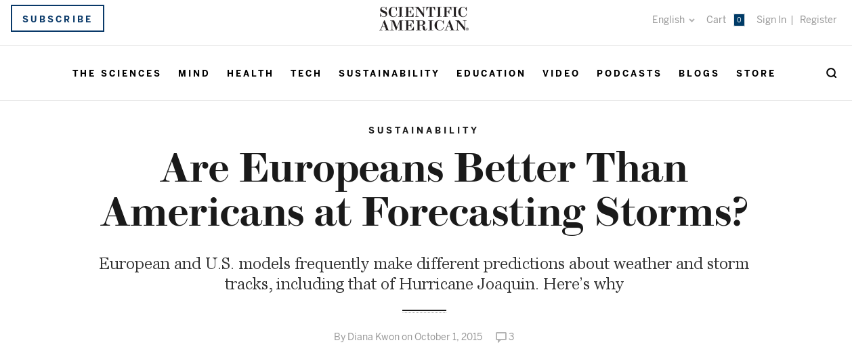 SUBSCRIBE
SCIENTIFIC
AMERICAN®
English
Cart 0
Sign In | Register
THE SCIENCES MIND HEALTH TECH SUSTAINABILITY EDUCATION VIDEO PODCASTS BLOGS STORE
SUSTAINABILITY
Are Europeans Better Than
Americans at Forecasting Storms?
European and U.S. models frequently make different predictions about weather and storm
tracks, including that of Hurricane Joaquin. Here's why
By Diana Kwon on October 1, 2015 3